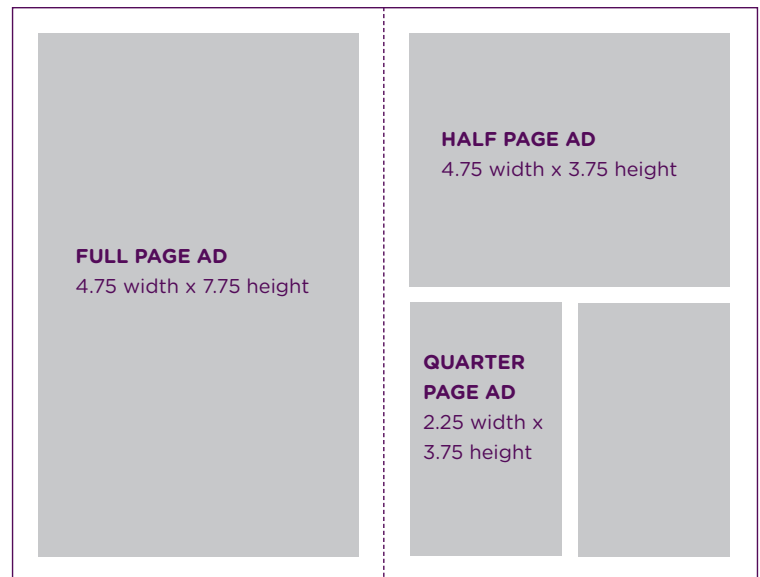 FULL PAGE AD
4.75 width x 7.75 height
HALF PAGE AD
4.75 width x 3.75 height
QUARTER
PAGE AD
2.25 width x
3.75 height